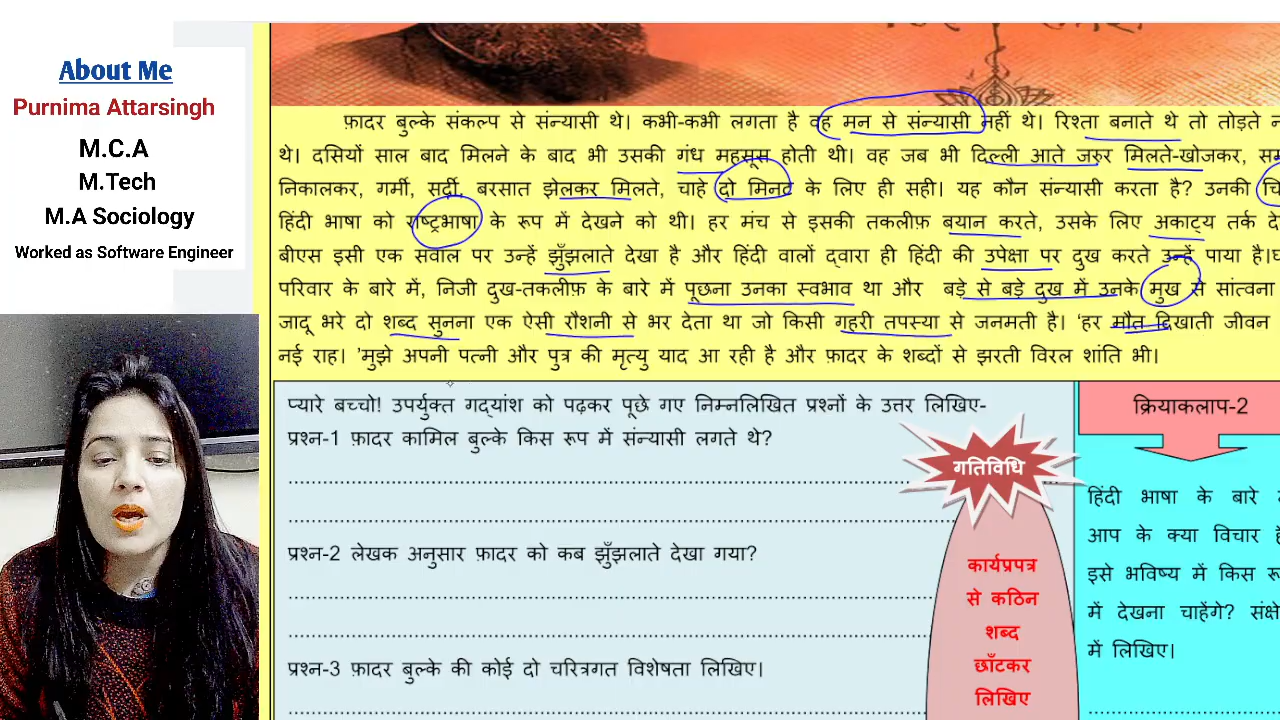 About Me
Purnima Attarsingh
M.C.A
M.Tech
M.A Sociology
Worked as Software Engineer
फ़ादर बुल्के संकल्प से संन्यासी थे। कभी-कभी लगता है वह मन से संन्यासी नहीं थे। रिश्ता बनाते थे तो तोड़ते
थे। दसियों साल बाद मिलने के बाद भी उसकी गंध महसूस होती थी। वह जब भी दिल्ली आते जरुर मिलते-खोजकर,
निकालकर, गर्मी, सर्दी, बरसात झेलकर मिलते, चाहे दो मिनट के लिए ही सही। यह कौन संन्यासी करता है? उनकी
हिंदी भाषा को राष्ट्रभाषा के रूप में देखने को थी। हर मंच से इसकी तकलीफ़ बयान करते, उसके लिए अकाट्य तर्क
बीएस इसी एक सवाल पर उन्हें झुँझलाते देखा है और हिंदी वालों द्वारा ही हिंदी की उपेक्षा पर दुख करते उन्हें पाया है।
परिवार के बारे में, निजी दुख-तकलीफ़ के बारे में पूछना उनका स्वभाव था और बड़े से बड़े दुख में उनके मुख से सांत्वना
जादू भरे दो शब्द सुनना एक ऐसी रौशनी से भर देता था जो किसी गहरी तपस्या से जनमती है। 'हर मौत दिखाती जीवन
नई राह। 'मुझे अपनी पत्नी और पुत्र की मृत्यु याद आ रही है और फ़ादर के शब्दों से झरती विरल शांति भी।
प्यारे बच्चो! उपर्युक्त गद्यांश को पढ़कर पूछे गए निम्नलिखित प्रश्नों के उत्तर लिखिए-
प्रश्न-1 फ़ादर कामिल बुल्के किस रूप में संन्यासी लगते थे?
प्रश्न-2 लेखक अनुसार फ़ादर को कब झुँझलाते देखा गया?
प्रश्न-3 फ़ादर बुल्के की कोई दो चरित्रगत विशेषता लिखिए।
गतिविधि
कार्यप्रपत्र
से कठिन
शब्द
छाँटकर
लिखिए
क्रियाकलाप-2
हिंदी भाषा के बारे
आप के क्या विचार
इसे भविष्य में किस
में देखना चाहेंगे?
में लिखिए।